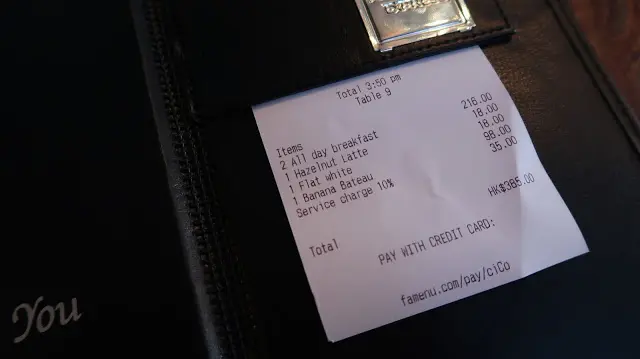 Total 3:50 pm
Table 9
Items
2 All day breakfast 216.00
1 Hazelnut Latte 18.00
1 Flat white 18.00
1 Banana Bateau 98.00
Service charge 10% 35.00
Total HK$385.00
PAY WITH CREDIT CARD:
famenu.com/pay/ciCo
You